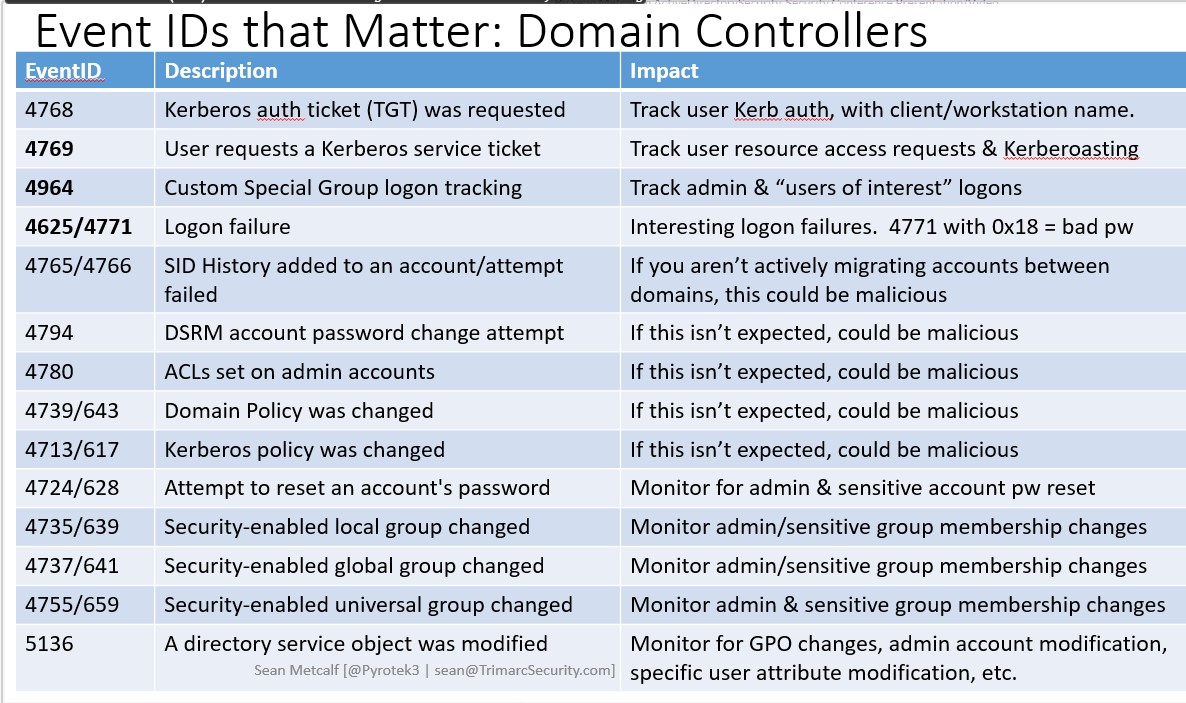 Event IDs that Matter: Domain Controllers
EventID Description Impact
4768 Kerberos auth ticket (TGT) was requested Track user Kerb auth, with client/workstation name.
4769 User requests a Kerberos service ticket Track user resource access requests & Kerberoasting
4964 Custom Special Group logon tracking Track admin & “users of interest” logons
4625/4771 Logon failure Interesting logon failures.  4771 with 0x18 = bad pw
4765/4766 SID History added to an account/attempt If you aren’t actively migrating accounts between
failed domains, this could be malicious
4794 DSRM account password change attempt If this isn’t expected, could be malicious
4780 ACLs set on admin accounts If this isn’t expected, could be malicious
4739/643 Domain Policy was changed If this isn’t expected, could be malicious
4713/617 Kerberos policy was changed If this isn’t expected, could be malicious
4724/628 Attempt to reset an account's password Monitor for admin & sensitive account pw reset
4735/639 Security-enabled local group changed Monitor admin/sensitive group membership changes
4737/641 Security-enabled global group changed Monitor admin/sensitive group membership changes
4755/659 Security-enabled universal group changed Monitor admin & sensitive group membership changes
5136 A directory service object was modified Monitor for GPO changes, admin account modification,
Sean Metcalf [@Pyrotek3 | sean@TrimarcSecurity.com] specific user attribute modification, etc.